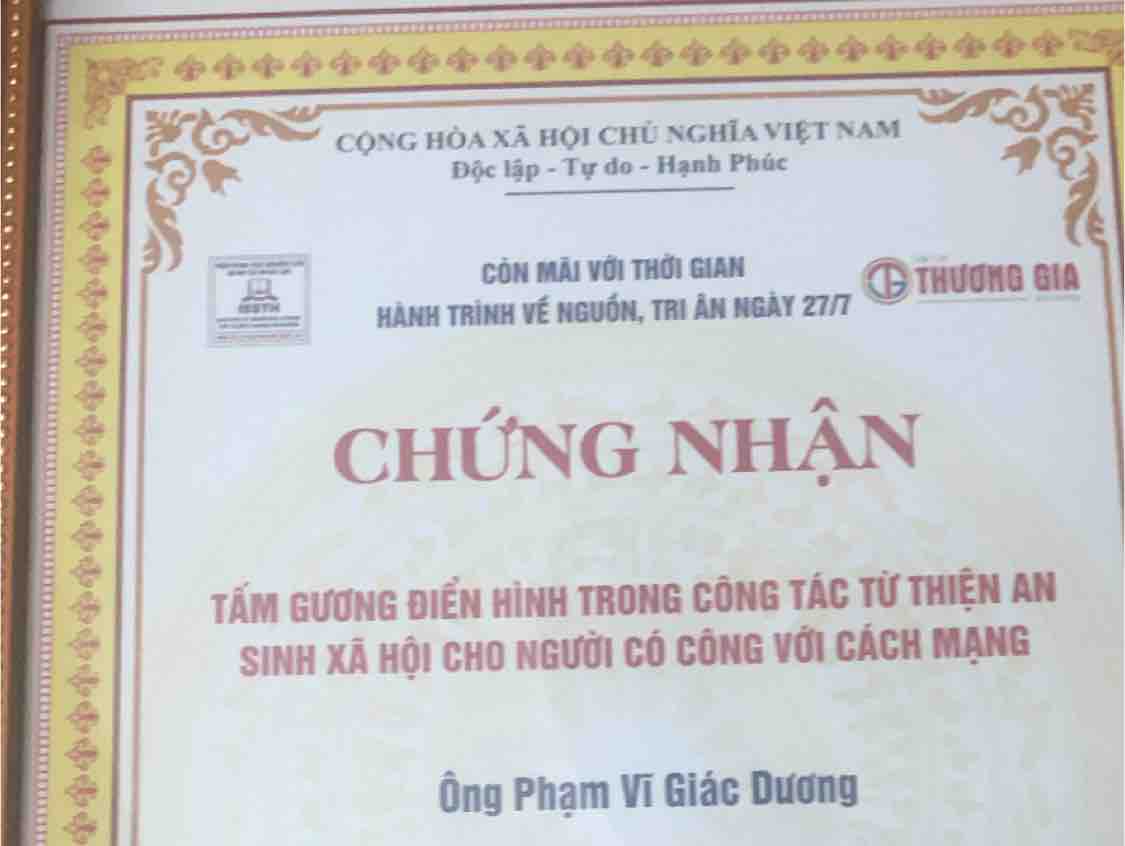 CỘNG HÒA XÃ HỘI CHỦ NGHĨA VIỆT NAM
Độc lập - Tự do - Hạnh Phúc
CÒN MÃI VỚI THỜI GIAN
HÀNH TRÌNH VỀ NGUỒN, TRI ÂN NGÀY 27/7
THƯƠNG GIA
CHỨNG NHẬN
TẤM GƯƠNG ĐIỂN HÌNH TRONG CÔNG TÁC TỪ THIỆN AN
SINH XÃ HỘI CHO NGƯỜI CÓ CÔNG VỚI CÁCH MẠNG
Ông Phạm Vĩ Giác Dương